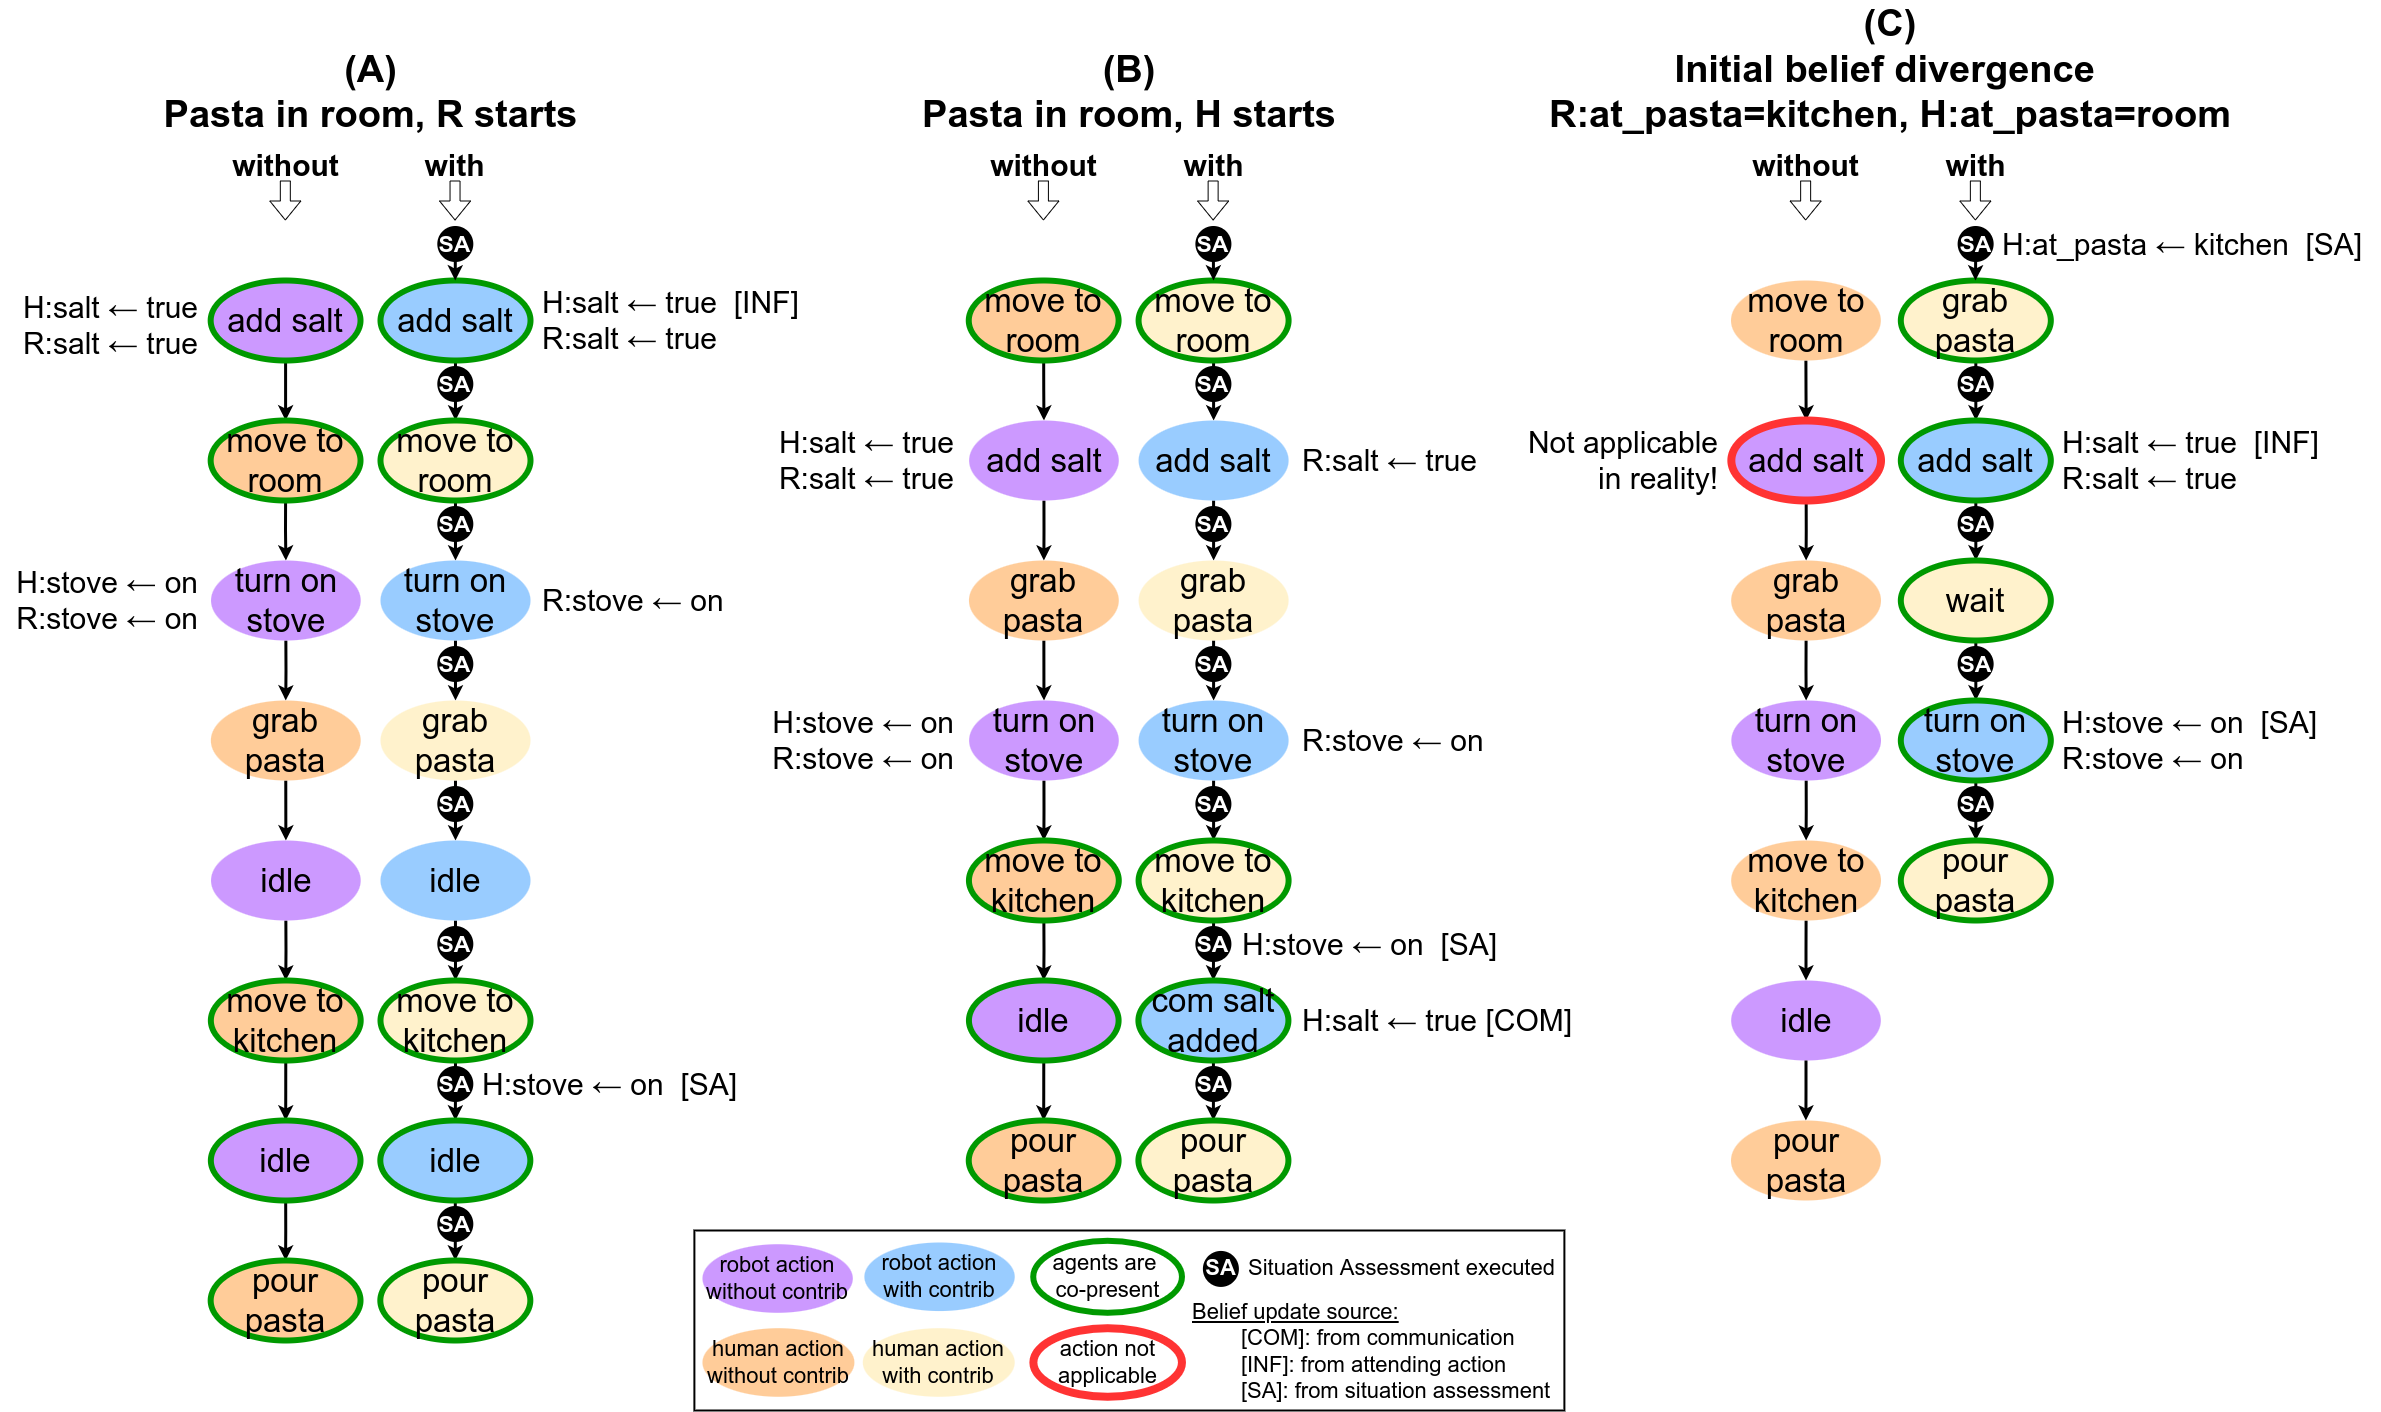 (A)
Pasta in room, R starts
without
with
SA
H:salt ← true
R:salt ← true
add salt
add salt
H:salt ← true [INF]
R:salt ← true
SA
move to
room
move to
room
SA
H:stove ← on
R:stove ← on
turn on
stove
turn on
stove
R:stove ← on
SA
grab
pasta
grab
pasta
SA
idle
idle
SA
move to
kitchen
move to
kitchen
SA
H:stove ← on [SA]
idle
idle
SA
pour
pasta
pour
pasta
(B)
Pasta in room, H starts
without
with
SA
move to
room
move to
room
SA
H:salt ← true
R:salt ← true
add salt
add salt
R:salt ← true
SA
grab
pasta
grab
pasta
SA
H:stove ← on
R:stove ← on
turn on
stove
turn on
stove
R:stove ← on
SA
move to
kitchen
move to
kitchen
SA
H:stove ← on [SA]
idle
com salt
added
H:salt ← true [COM]
SA
pour
pasta
pour
pasta
(C)
Initial belief divergence
R:at_pasta=kitchen, H:at_pasta=room
without
with
SA
H:at_pasta ← kitchen [SA]
move to
room
grab
pasta
SA
Not applicable
in reality!
add salt
add salt
H:salt ← true [INF]
R:salt ← true
SA
grab
pasta
wait
SA
turn on
stove
turn on
stove
H:stove ← on [SA]
R:stove ← on
SA
move to
kitchen
pour
pasta
idle
pour
pasta
robot action
without contrib
robot action
with contrib
agents are
co-present
SA
Situation Assessment executed
human action
without contrib
human action
with contrib
action not
applicable
Belief update source:
[COM]: from communication
[INF]: from attending action
[SA]: from situation assessment